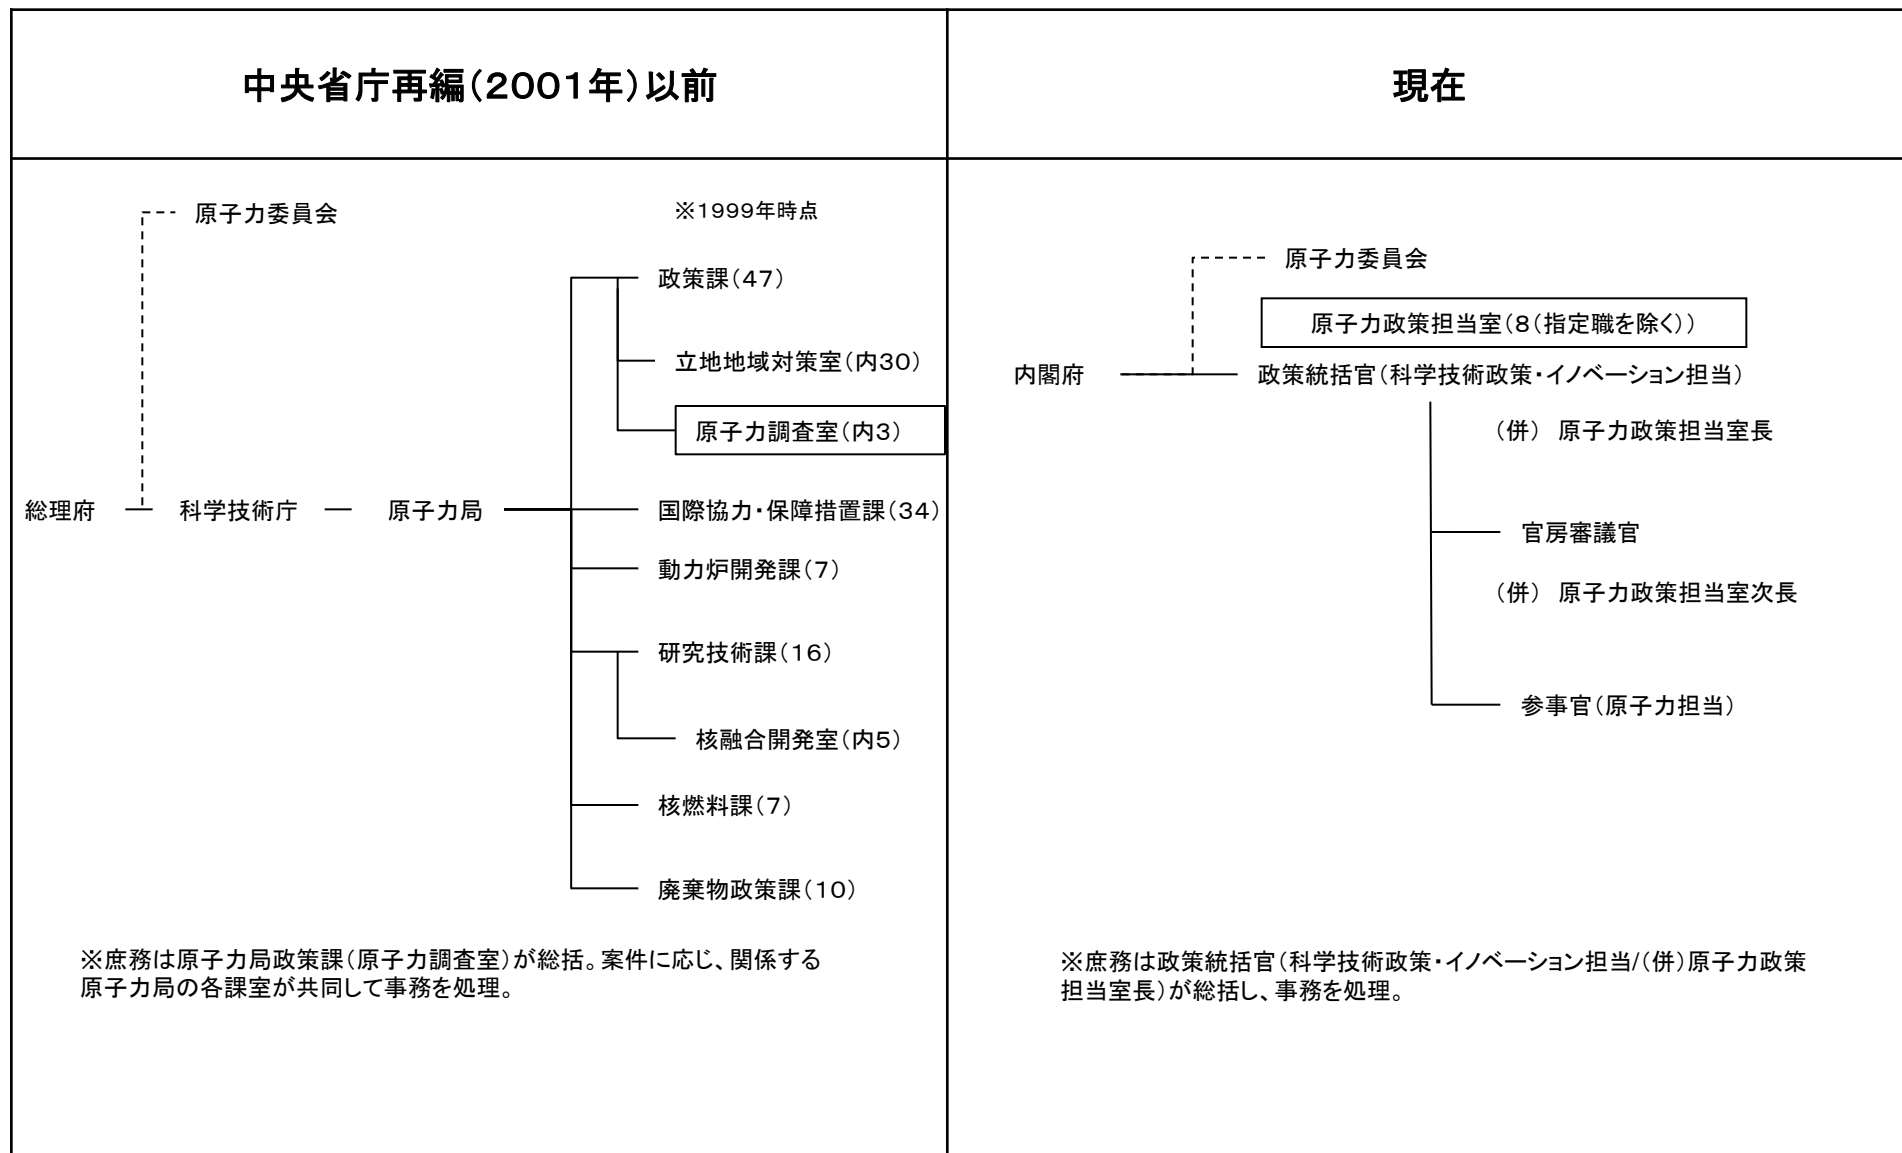 中央省庁再編(2001年)以前
現在
原子力委員会
※1999年時点
政策課(47)
立地地域対策室(内30)
原子力調査室(内3)
総理府
科学技術庁
原子力局
国際協力・保障措置課(34)
動力炉開発課(7)
研究技術課(16)
核融合開発室(内5)
核燃料課(7)
廃棄物政策課(10)
※庶務は原子力局政策課(原子力調査室)が総括。案件に応じ、関係する
原子力局の各課室が共同して事務を処理。
原子力委員会
原子力政策担当室(8(指定職を除く))
内閣府
政策統括官(科学技術政策・イノベーション担当)
(併) 原子力政策担当室長
官房審議官
(併) 原子力政策担当室次長
参事官(原子力担当)
※庶務は政策統括官(科学技術政策・イノベーション担当/(併)原子力政策
担当室長)が総括し、事務を処理。